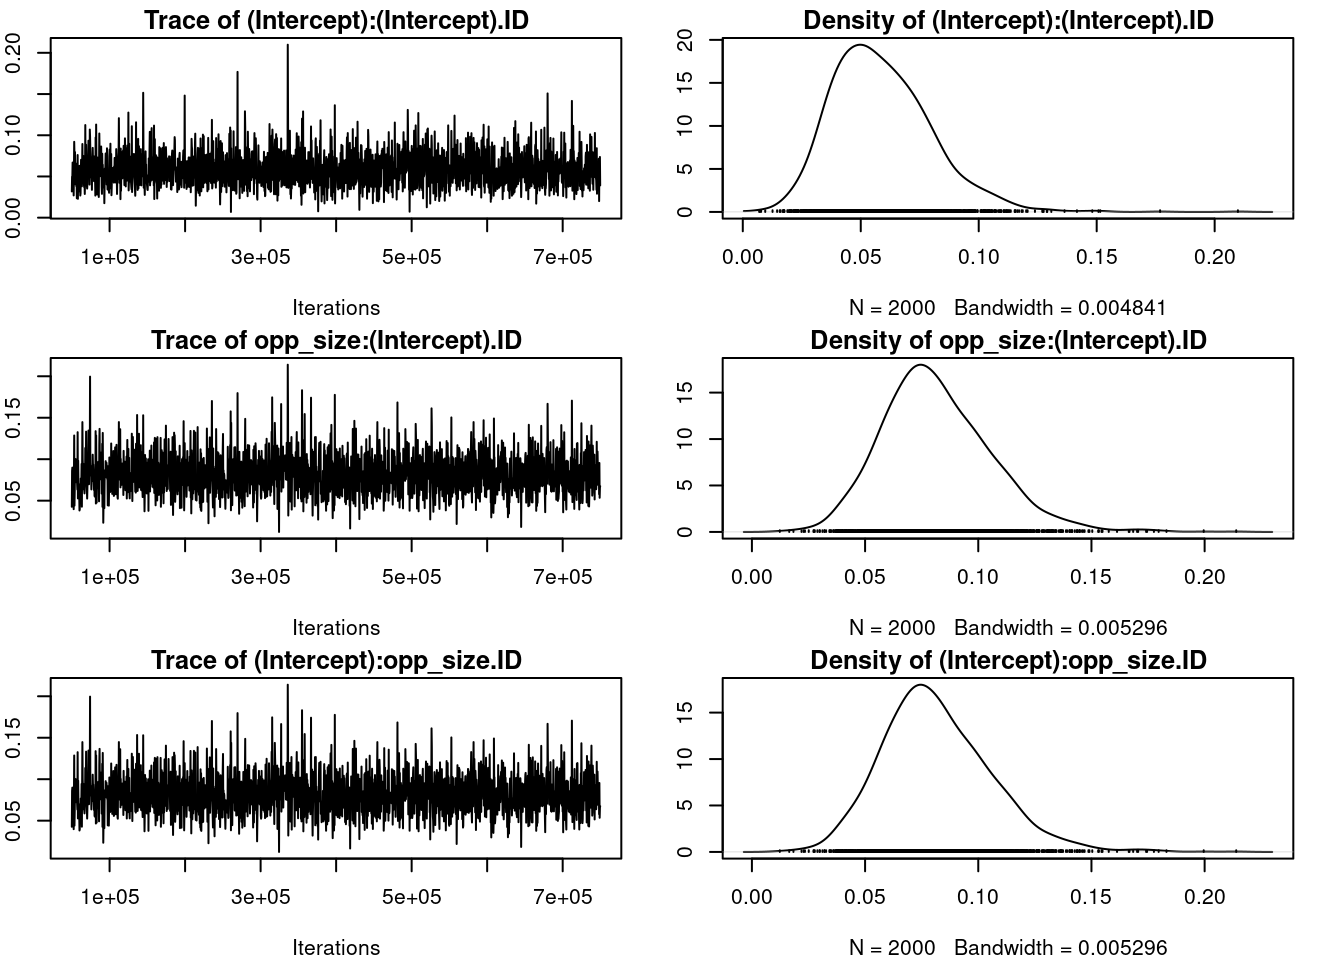 Trace of (Intercept):(Intercept).ID
0.00 0.10 0.20
1e+05 3e+05 5e+05 7e+05
Iterations
Density of (Intercept):(Intercept).ID
0 5 10 15 20
0.00 0.05 0.10 0.15 0.20
N = 2000 Bandwidth = 0.004841
Trace of opp_size:(Intercept).ID
0.05 0.15
1e+05 3e+05 5e+05 7e+05
Iterations
Density of opp_size:(Intercept).ID
0 5 10 15
0.00 0.05 0.10 0.15 0.20
N = 2000 Bandwidth = 0.005296
Trace of (Intercept):opp_size.ID
0.05 0.15
1e+05 3e+05 5e+05 7e+05
Iterations
Density of (Intercept):opp_size.ID
0 5 10 15
0.00 0.05 0.10 0.15 0.20
N = 2000 Bandwidth = 0.005296